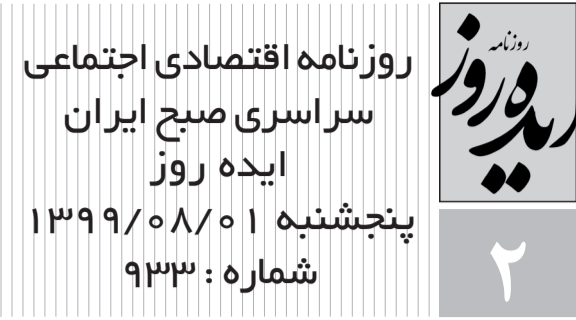 روزنامه
ایده روز
۲
روزنامه اقتصادی اجتماعی
سراسری صبح ایران
ایده روز
پنجشنبه ۱۳۹۹/۰۸/۰۱
شماره : ۹۳۳